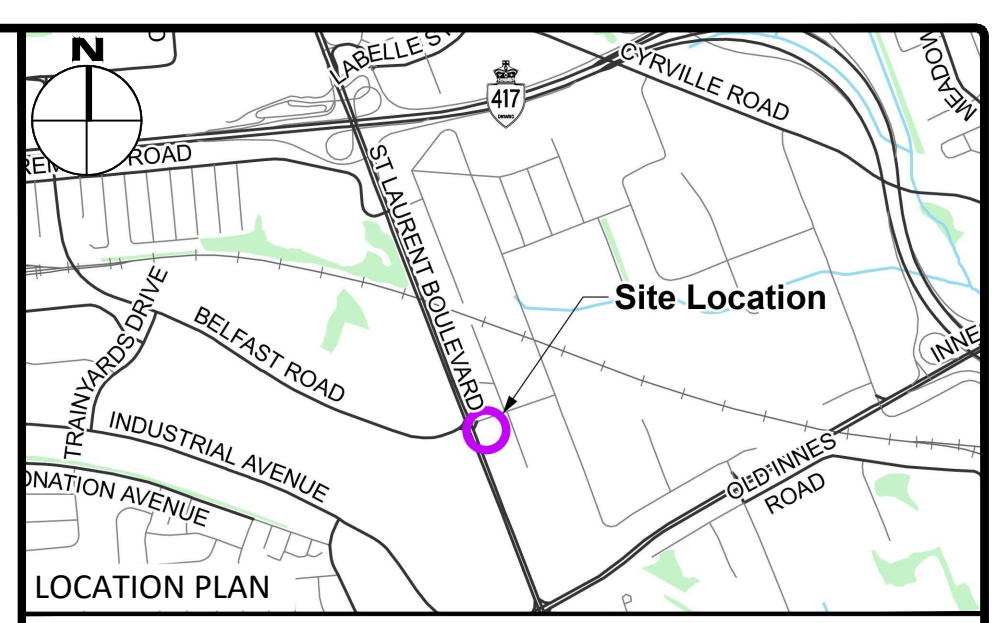 N
LABELLE ST
CYRVILLE ROAD
MEADOW
417
ONTARIO
REM
ROAD
ST LAURENT BOULEVARD
Site Location
TRAINYARDS DRIVE
BELFAST ROAD
INNE
INDUSTRIAL AVENUE
ONATION AVENUE
OLD INNES
ROAD
LOCATION PLAN